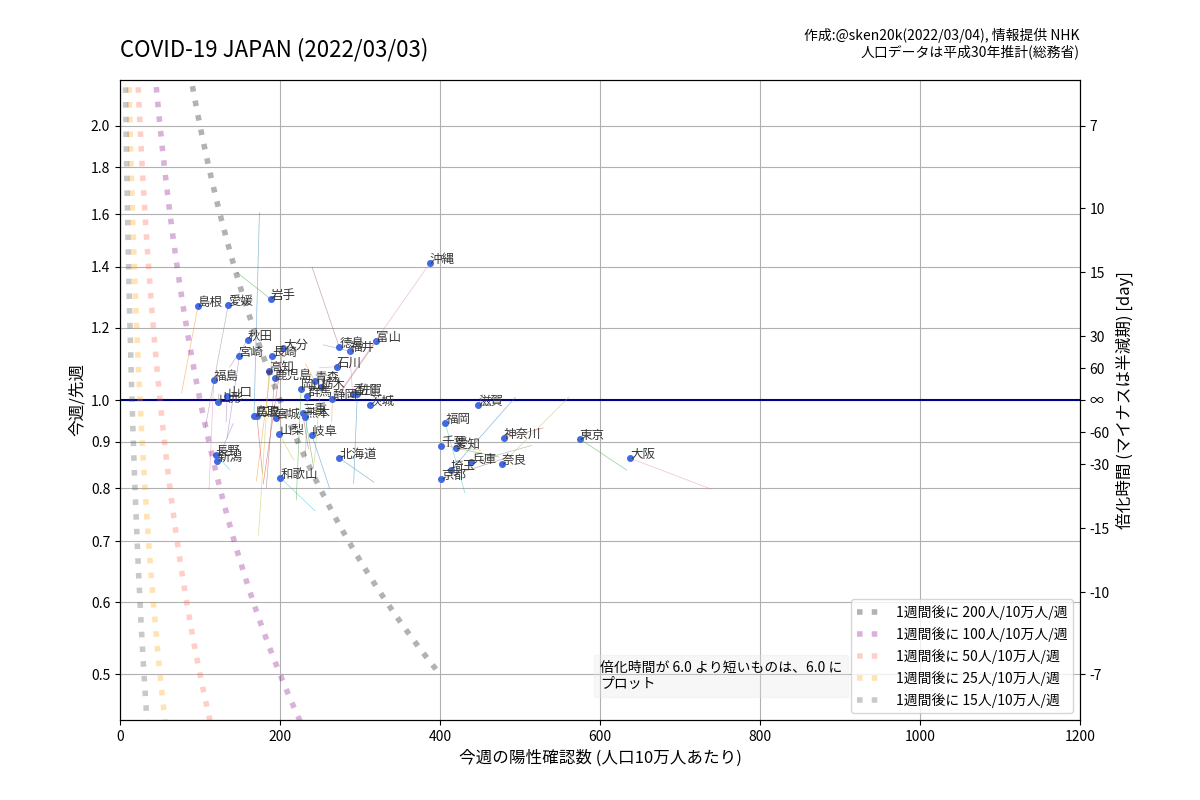 COVID-19 JAPAN (2022/03/03)
作成:@sken20k(2022/03/04), 情報提供 NHK
人口データは平成30年推計(総務省)
今週/先週
2.0
1.8
1.6
1.4
1.2
1.0
0.9
0.8
0.7
0.6
0.5
7
10
15
30
60
∞
-60
-30
-15
-10
-7
倍化時間 (マイナスは半減期) [day]
沖縄
島根
愛媛
岩手
秋田
大分
宮崎
長崎
徳島
福井
富山
石川
高知
鹿児島
福島
青森
栃木
岡山
群馬
静岡
茨城
山口
三重
熊本
宮城
山梨
岐阜
福岡
滋賀
神奈川
東京
千葉
愛知
長野
新潟
北海道
埼玉
兵庫
奈良
大阪
京都
和歌山
倍化時間が 6.0 より短いものは、6.0 に
プロット
1週間後に 200人/10万人/週
1週間後に 100人/10万人/週
1週間後に 50人/10万人/週
1週間後に 25人/10万人/週
1週間後に 15人/10万人/週
0
200
400
600
800
1000
1200
今週の陽性確認数 (人口10万人あたり)